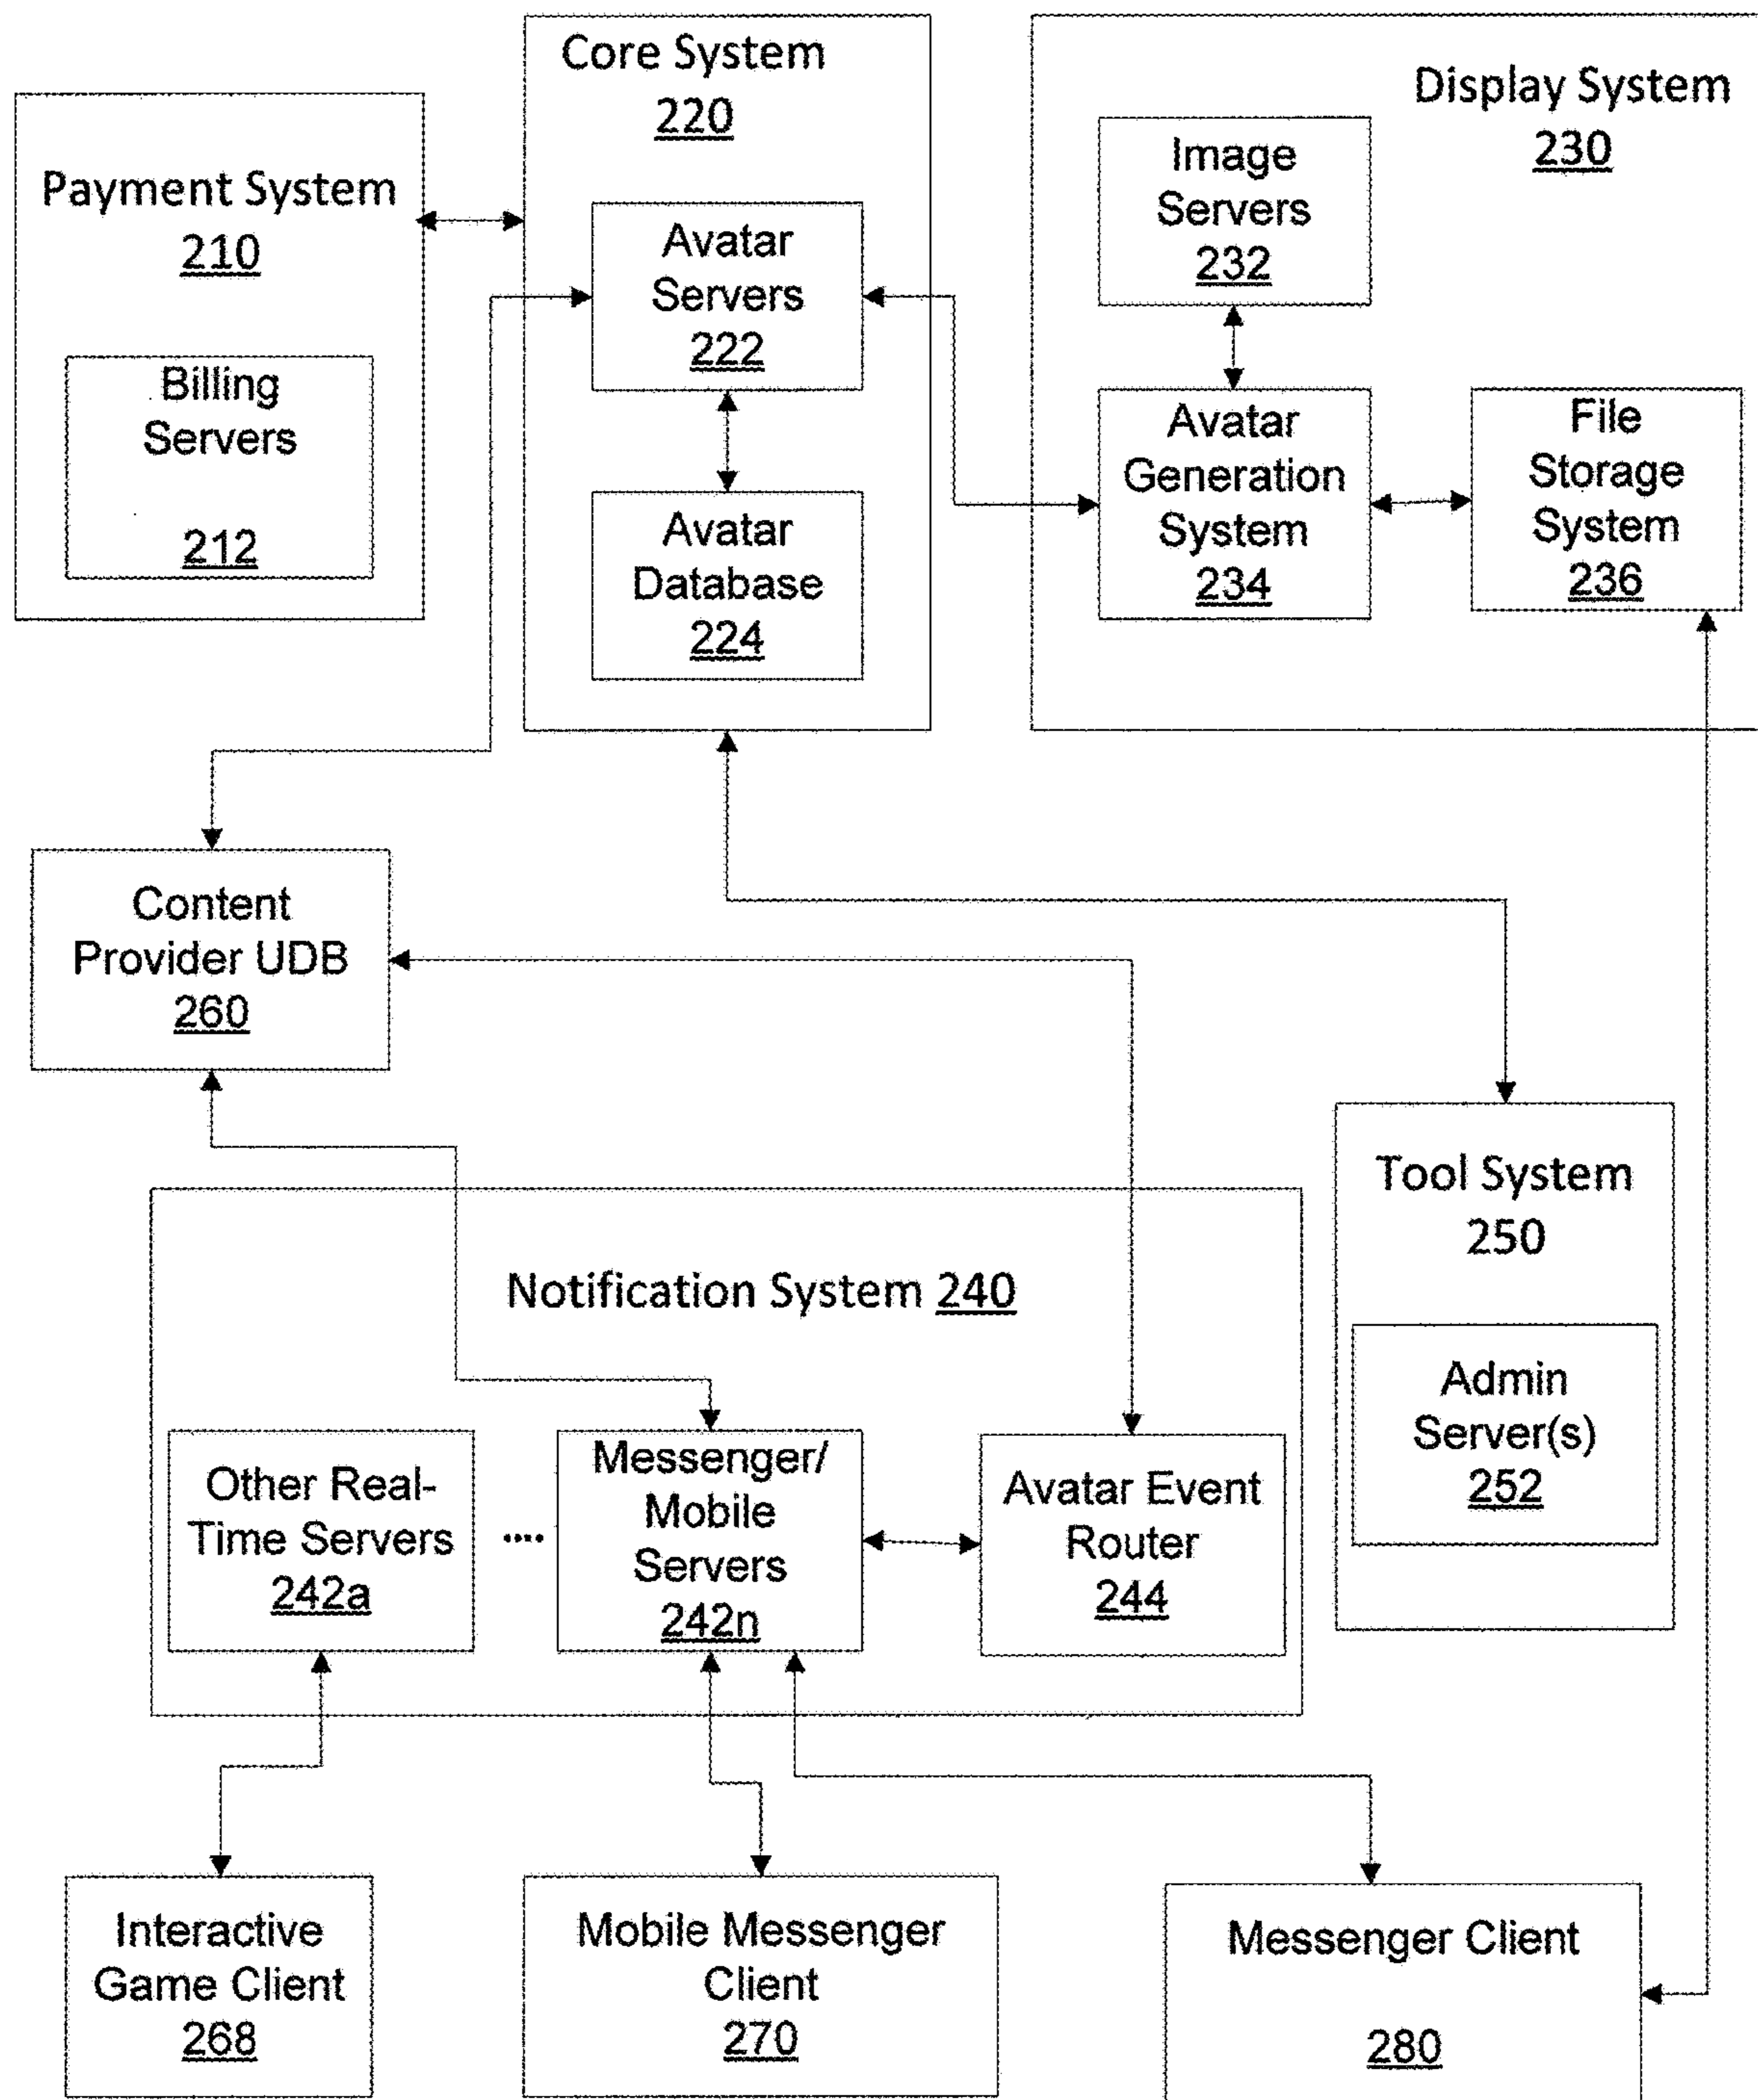 Core System
220
Display System
230
Payment System
210
Image
Servers
232
Avatar
Servers
222
Billing
Servers
212
Avatar
Generation
System
234
File
Storage
System
236
Avatar
Database
224
Content
Provider UDB
260
Tool System
250
Notification System 240
Admin
Server(s)
252
Other Real-
Time Servers
242a
....
Messenger/
Mobile
Servers
242n
Avatar Event
Router
244
Interactive
Game Client
268
Mobile Messenger
Client
270
Messenger Client
280